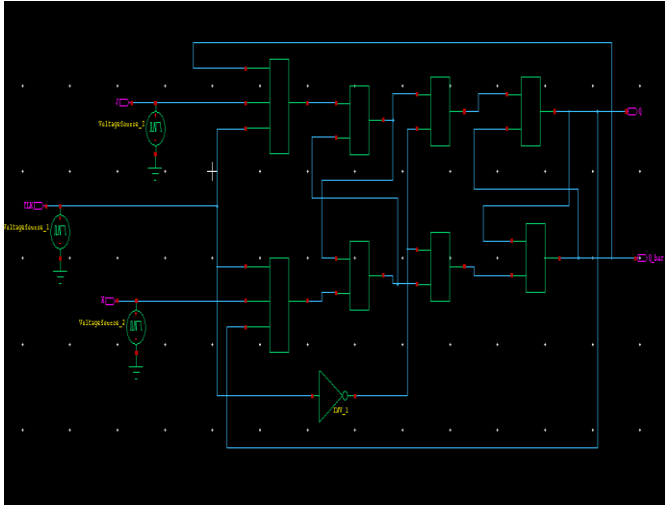 J
Q
VoltageSource_3
CLK
VoltageSource_1
Q_bar
K
VoltageSource_2
INV_1